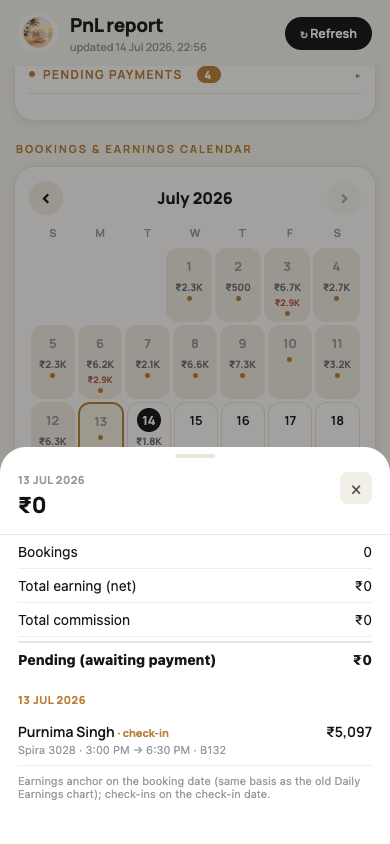 PnL report
updated 14 Jul 2026, 22:56
↻ Refresh
PENDING PAYMENTS 4 ▸
BOOKINGS & EARNINGS CALENDAR
‹ July 2026 ›
S M T W T F S
1 2 3 4
₹2.3K ₹500 ₹6.7K ₹2.7K
₹2.9K
5 6 7 8 9 10 11
₹2.3K ₹6.2K ₹2.1K ₹6.6K ₹7.3K ₹3.2K
₹2.9K
12 13 14 15 16 17 18
₹6.3K ₹1.8K
13 JUL 2026
₹0
×
Bookings 0
Total earning (net) ₹0
Total commission ₹0
Pending (awaiting payment) ₹0
13 JUL 2026
Purnima Singh · check-in ₹5,097
Spira 3028 · 3:00 PM → 6:30 PM · B132
Earnings anchor on the booking date (same basis as the old Daily
Earnings chart); check-ins on the check-in date.